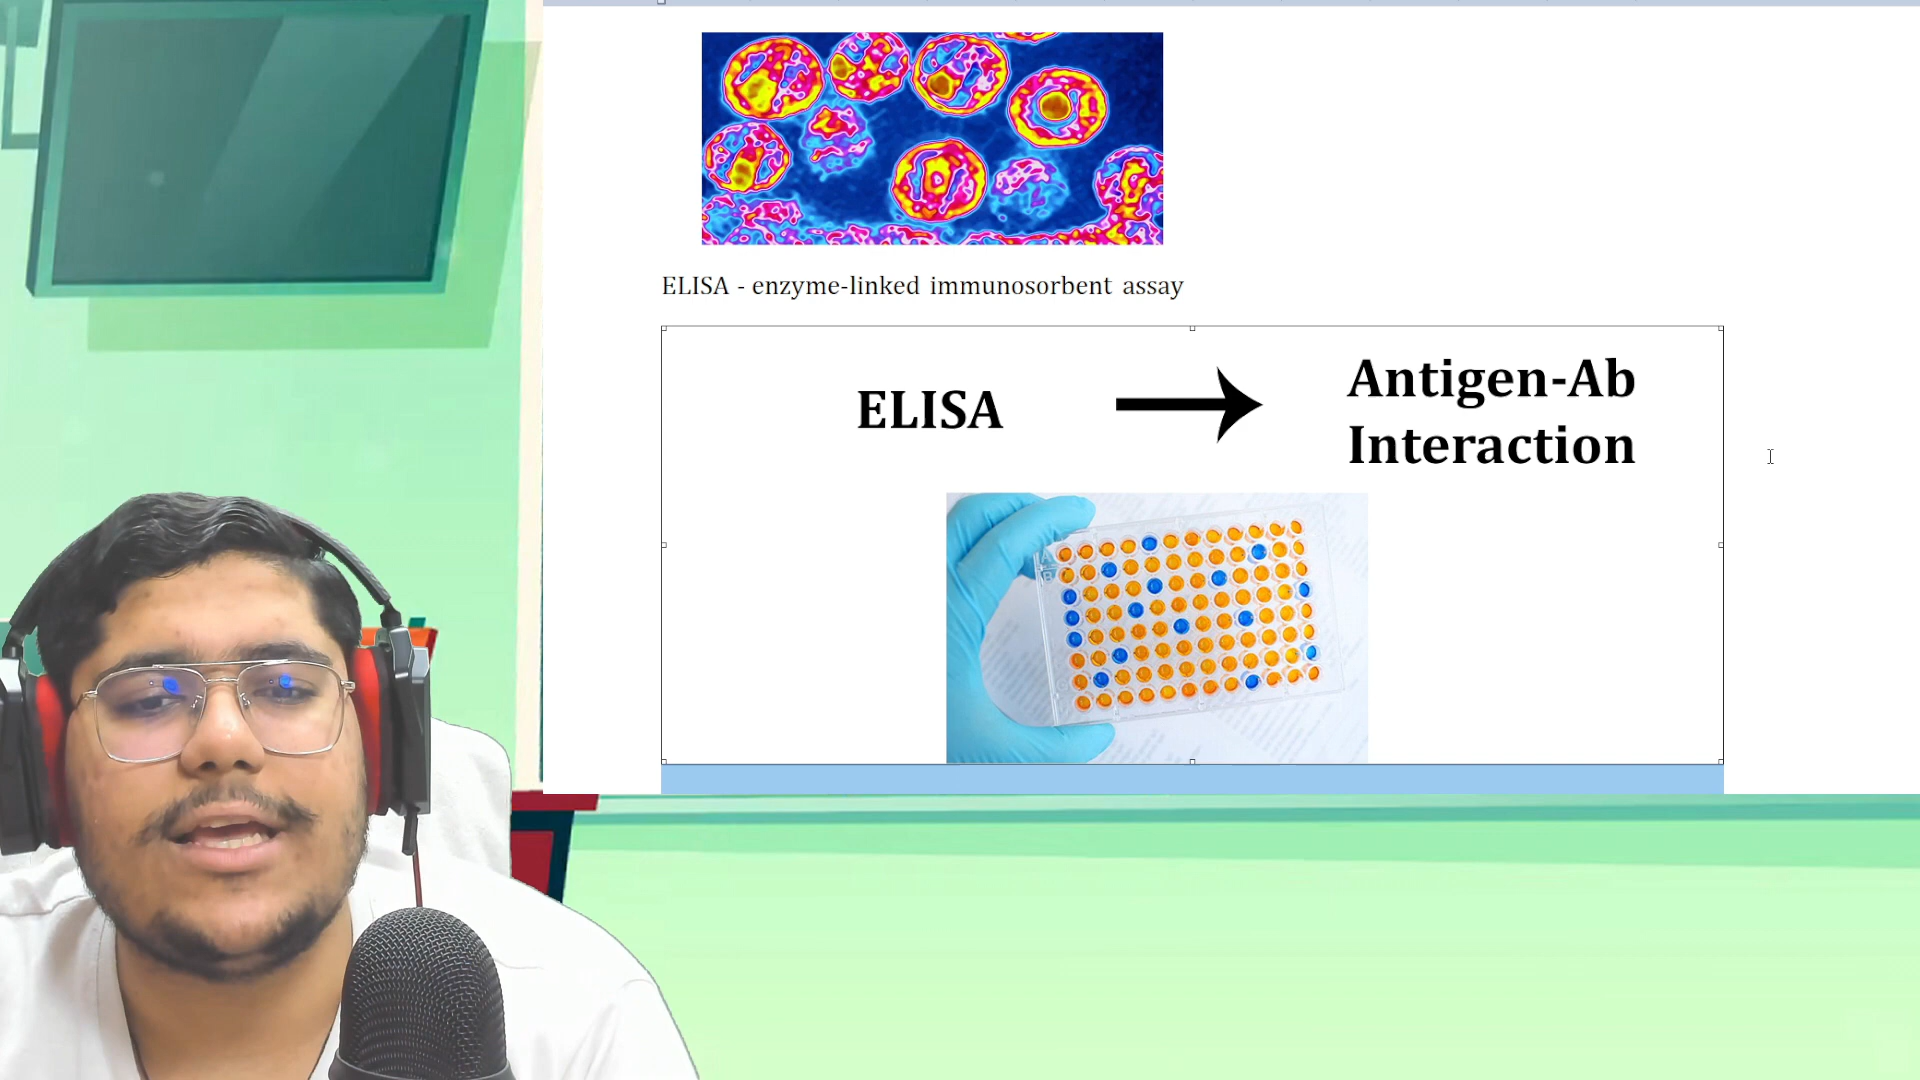 ELISA - enzyme-linked immunosorbent assay
ELISA
Antigen-Ab
Interaction